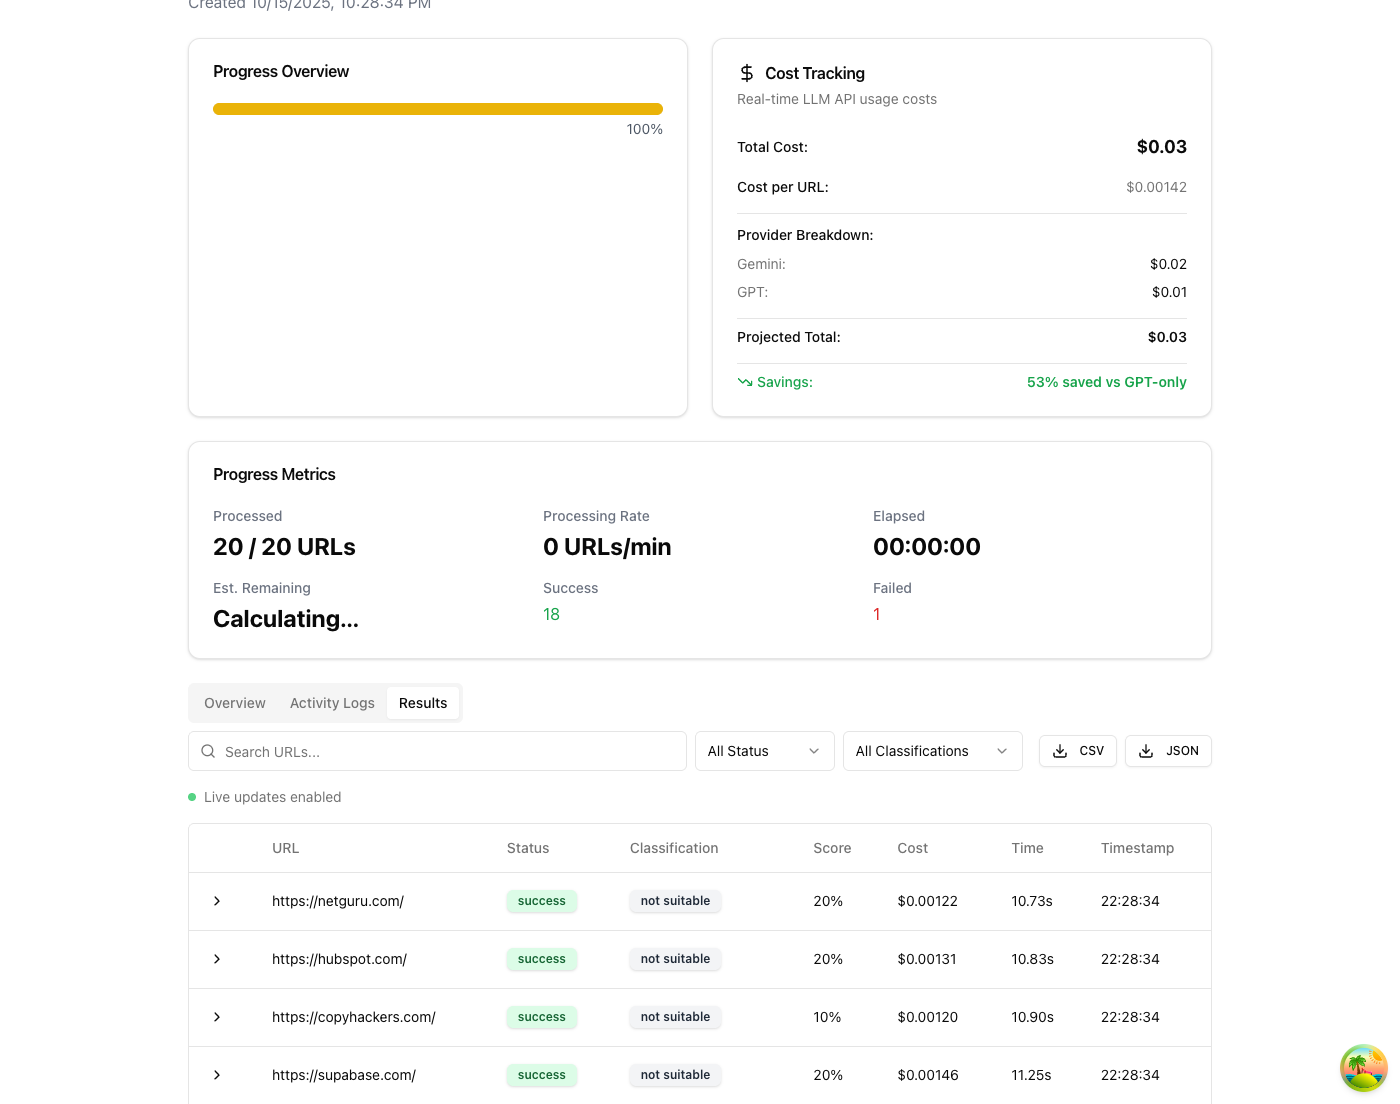 Created 10/15/2025, 10:28:34 PM
Progress Overview
100%
Cost Tracking
Real-time LLM API usage costs
Total Cost: $0.03
Cost per URL: $0.00142
Provider Breakdown:
Gemini: $0.02
GPT: $0.01
Projected Total: $0.03
Savings: 53% saved vs GPT-only
Progress Metrics
Processed Processing Rate Elapsed
20 / 20 URLs 0 URLs/min 00:00:00
Est. Remaining Success Failed
Calculating... 18 1
Overview Activity Logs Results
Search URLs... All Status All Classifications CSV JSON
Live updates enabled
URL Status Classification Score Cost Time Timestamp
https://netguru.com/ success not suitable 20% $0.00122 10.73s 22:28:34
https://hubspot.com/ success not suitable 20% $0.00131 10.83s 22:28:34
https://copyhackers.com/ success not suitable 10% $0.00120 10.90s 22:28:34
https://supabase.com/ success not suitable 20% $0.00146 11.25s 22:28:34